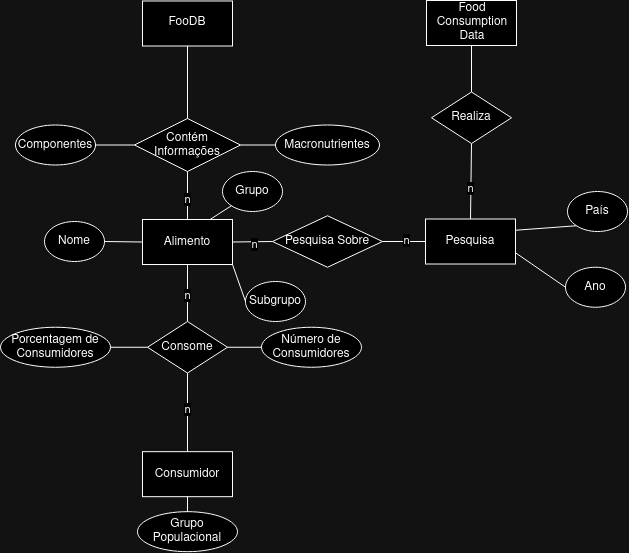 FooDB
Food
Consumption
Data
Realiza
Componentes
Contém
Informações
Macronutrientes
n
n
Grupo
País
Nome
Alimento
n
Pesquisa Sobre
n
Pesquisa
Ano
Subgrupo
n
Porcentagem de
Consumidores
Consome
Número de
Consumidores
n
Consumidor
Grupo
Populacional